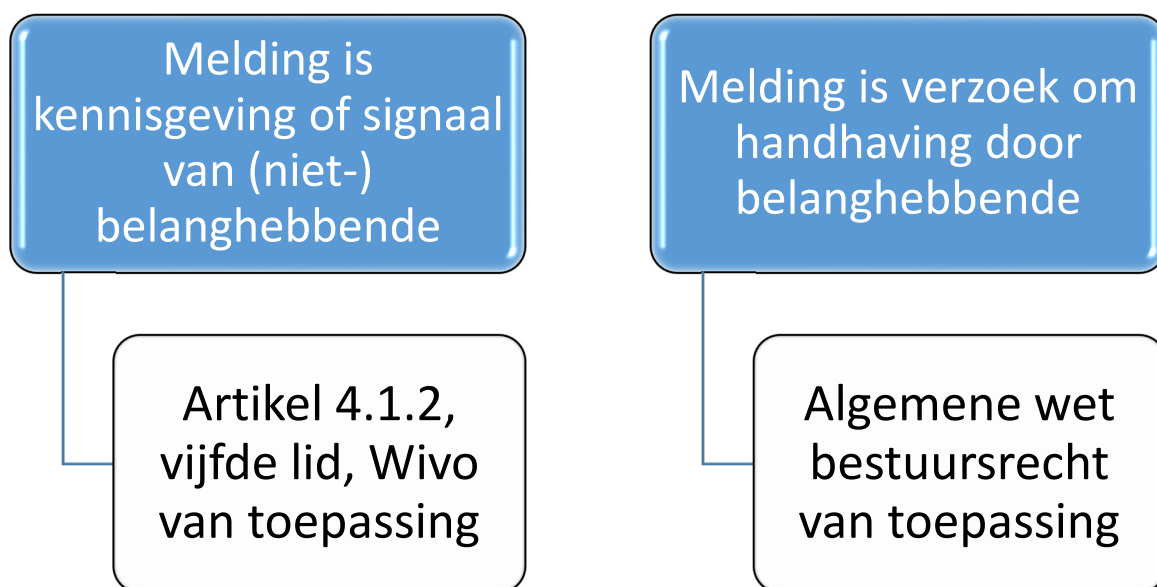 Melding is
kennisgeving of signaal
van (niet-)
belanghebbende
Artikel 4.1.2,
vijfde lid, Wivo
van toepassing
Melding is verzoek om
handhaving door
belanghebbende
Algemene wet
bestuursrecht
van toepassing